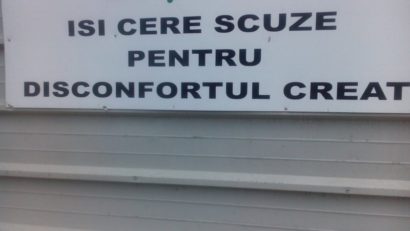 ISI CERE SCUZE
PENTRU
DISCONFORTUL CREAT